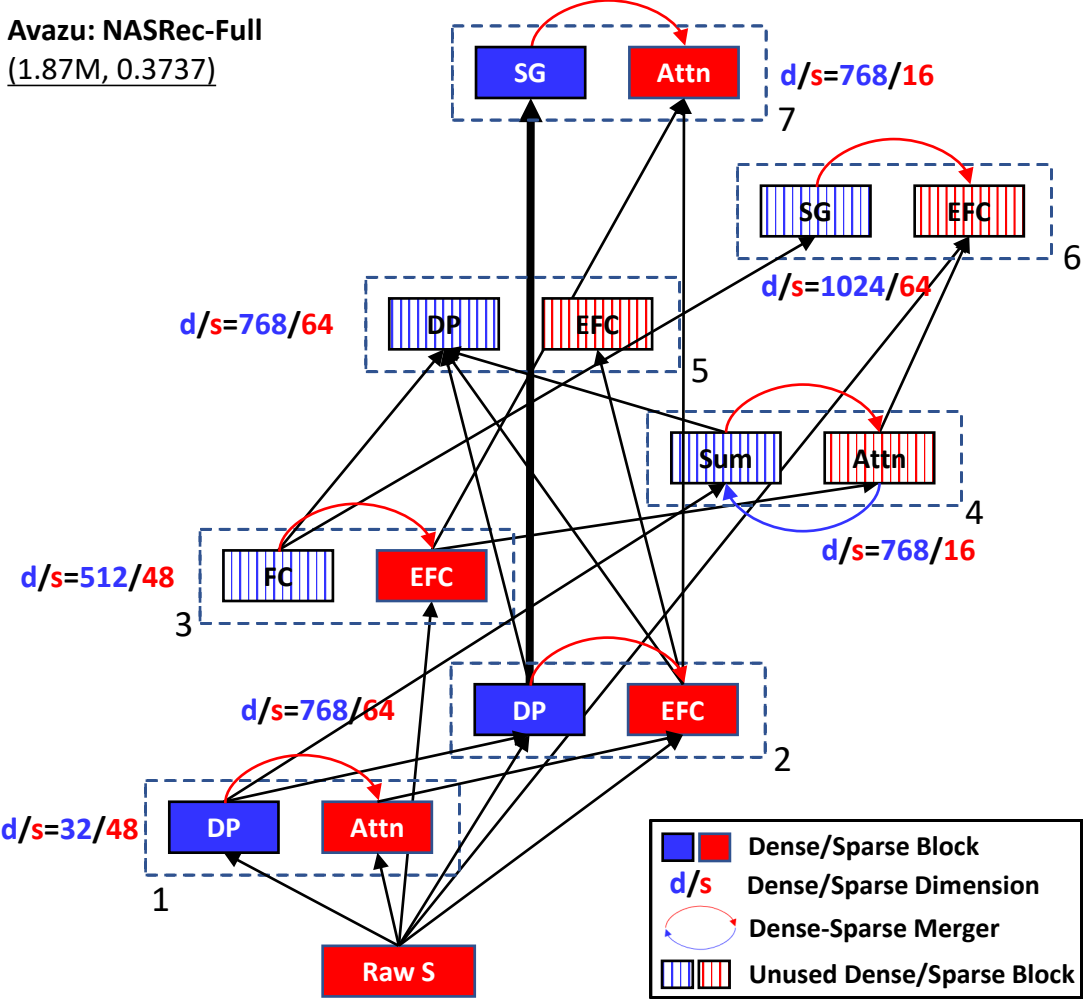 Avazu: NASRec-Full
(1.87M, 0.3737)
SG Attn
d/s=768/16
7
SG EFC
6
d/s=1024/64
DP EFC
d/s=768/64
5
Sum Attn
4
d/s=768/16
FC EFC
d/s=512/48
3
DP EFC
d/s=768/64
2
DP Attn
d/s=32/48
1
Raw S
Dense/Sparse Block
d/s Dense/Sparse Dimension
Dense-Sparse Merger
Unused Dense/Sparse Block